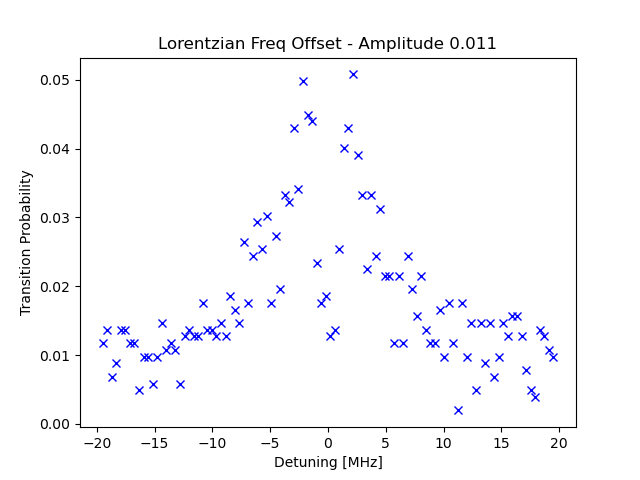 Lorentzian Freq Offset - Amplitude 0.011
0.05
0.04
0.03
0.02
0.01
0.00
Transition Probability
−20 −15 −10 −5 0 5 10 15 20
Detuning [MHz]